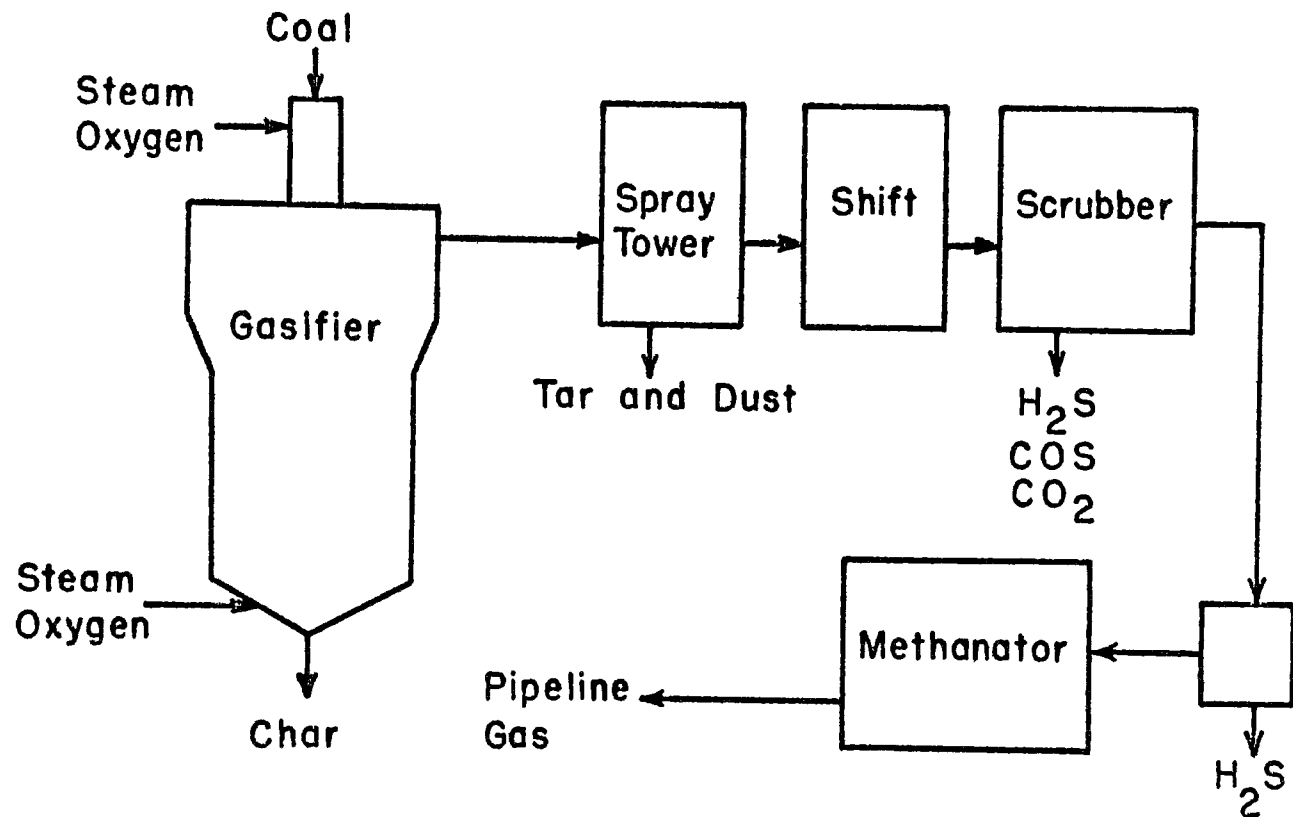 Coal
Steam
Oxygen
Gasifier
Spray
Tower
Shift
Scrubber
Tar and Dust
H2S
COS
CO2
Steam
Oxygen
Char
Methanator
Pipeline
Gas
H2S